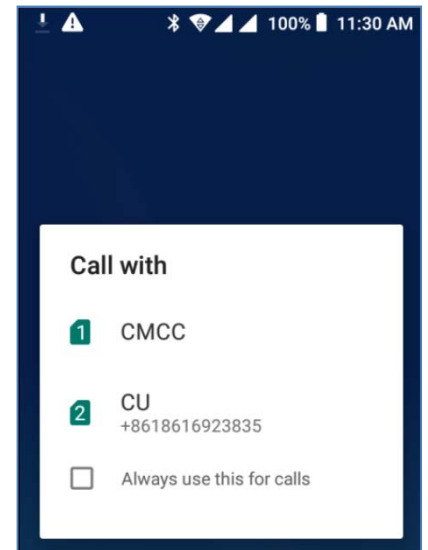 100% 11:30 AM
Call with
1 CMCC
2 CU
+8618616923835
Always use this for calls